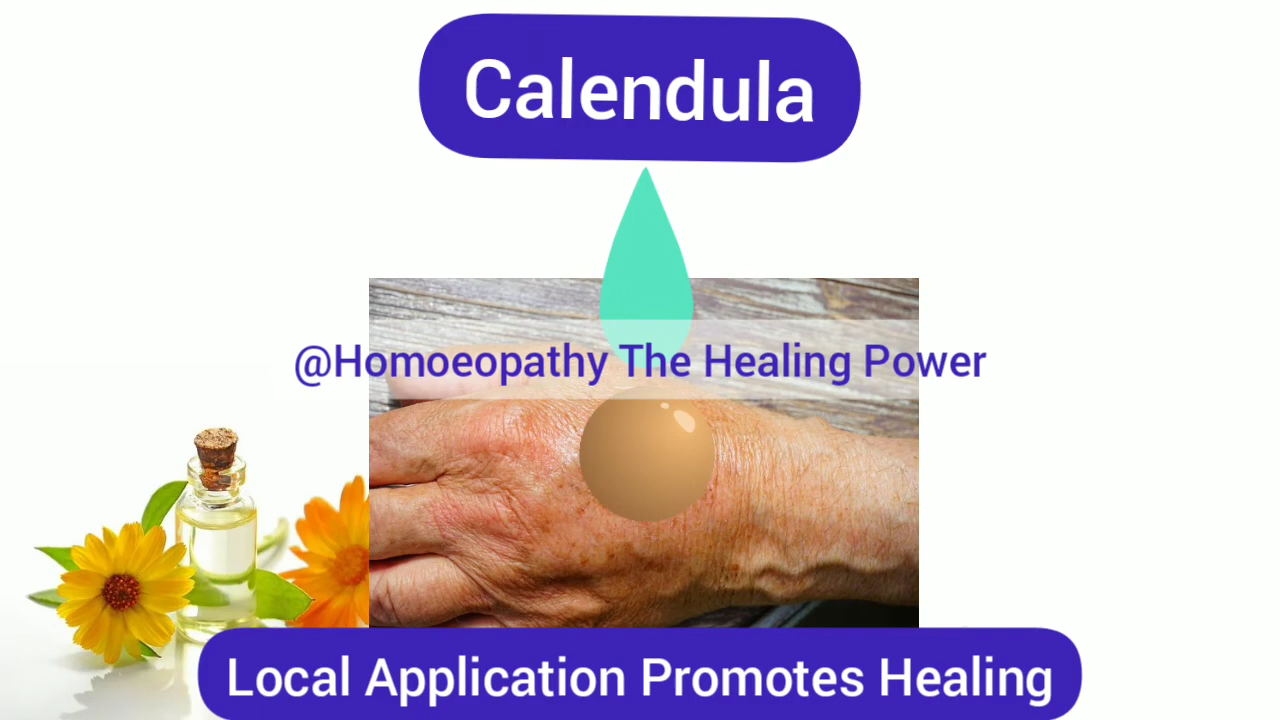 Calendula
@Homoeopathy The Healing Power
Local Application Promotes Healing